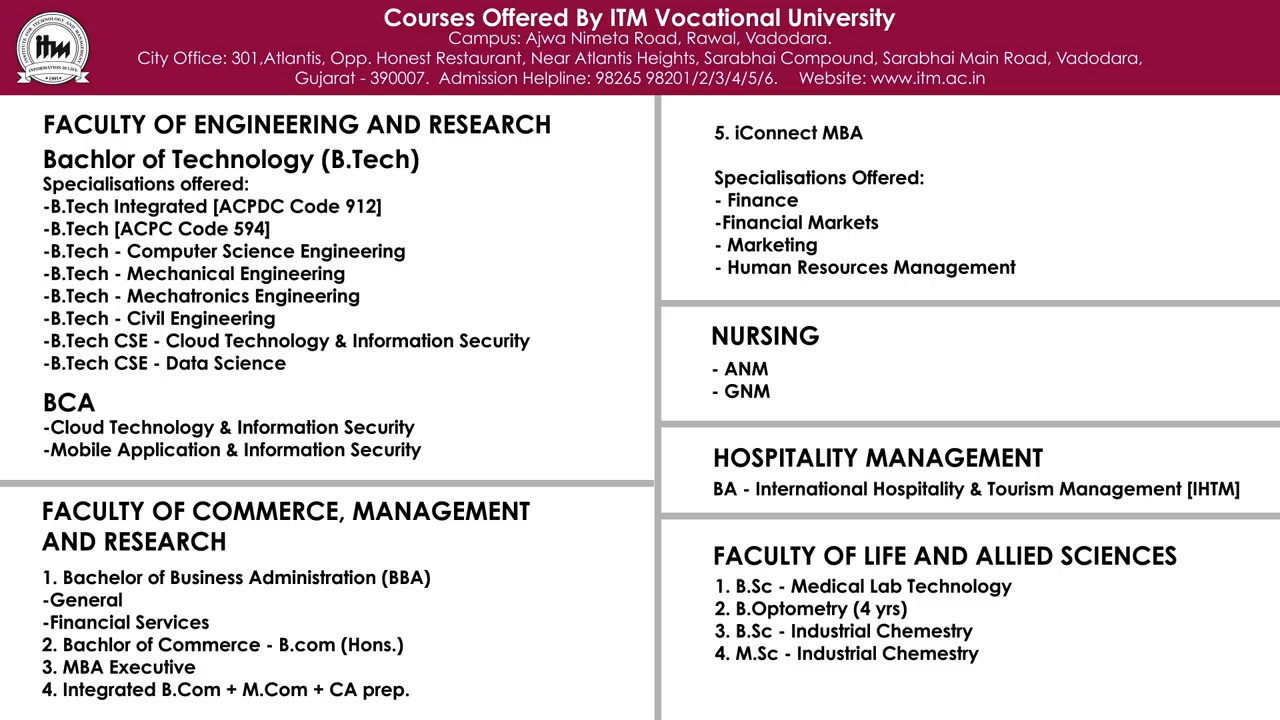 Courses Offered By ITM Vocational University
Campus: Ajwa Nimeta Road, Rawal, Vadodara.
City Office: 301,Atlantis, Opp. Honest Restaurant, Near Atlantis Heights, Sarabhai Compound, Sarabhai Main Road, Vadodara,
Gujarat - 390007. Admission Helpline: 98265 98201/2/3/4/5/6. Website: www.itm.ac.in
itm
INFORMATION IS LIFE
1991
FACULTY OF ENGINEERING AND RESEARCH
Bachlor of Technology (B.Tech)
Specialisations offered:
-B.Tech Integrated [ACPDC Code 912]
-B.Tech [ACPC Code 594]
-B.Tech - Computer Science Engineering
-B.Tech - Mechanical Engineering
-B.Tech - Mechatronics Engineering
-B.Tech - Civil Engineering
-B.Tech CSE - Cloud Technology & Information Security
-B.Tech CSE - Data Science
BCA
-Cloud Technology & Information Security
-Mobile Application & Information Security
FACULTY OF COMMERCE, MANAGEMENT
AND RESEARCH
1. Bachelor of Business Administration (BBA)
-General
-Financial Services
2. Bachlor of Commerce - B.com (Hons.)
3. MBA Executive
4. Integrated B.Com + M.Com + CA prep.
5. iConnect MBA
Specialisations Offered:
- Finance
-Financial Markets
- Marketing
- Human Resources Management
NURSING
- ANM
- GNM
HOSPITALITY MANAGEMENT
BA - International Hospitality & Tourism Management [IHTM]
FACULTY OF LIFE AND ALLIED SCIENCES
1. B.Sc - Medical Lab Technology
2. B.Optometry (4 yrs)
3. B.Sc - Industrial Chemestry
4. M.Sc - Industrial Chemestry